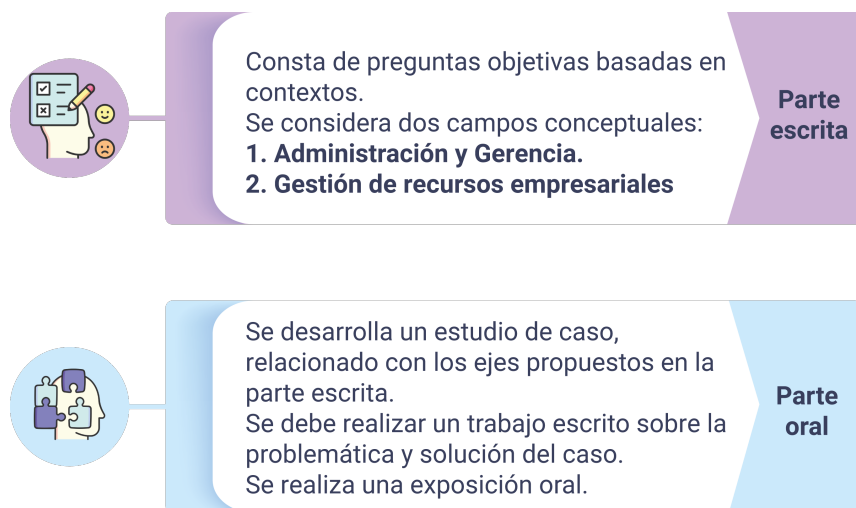 Consta de preguntas objetivas basadas en
contextos.
Se considera dos campos conceptuales:
1. Administración y Gerencia.
2. Gestión de recursos empresariales
Parte
escrita
Se desarrolla un estudio de caso,
relacionado con los ejes propuestos en la
parte escrita.
Se debe realizar un trabajo escrito sobre la
problemática y solución del caso.
Se realiza una exposición oral.
Parte
oral